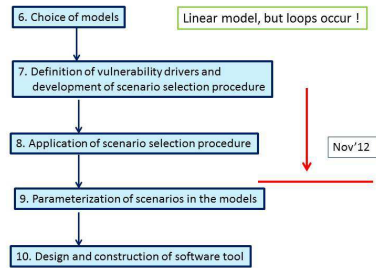 6. Choice of models
Linear model, but loops occur !
7. Definition of vulnerability drivers and
development of scenario selection procedure
8. Application of scenario selection procedure
Nov'12
9. Parameterization of scenarios in the models
10. Design and construction of software tool